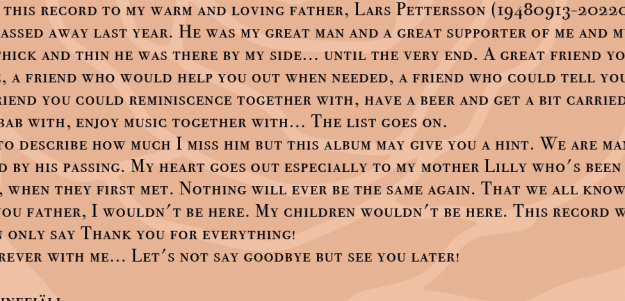 this record to my warm and loving father, Lars Pettersson (19480913-2022
assed away last year. He was my great man and a great supporter of me and
hick and thin he was there by my side... until the very end. A great friend
, a friend who would help you out when needed, a friend who could tell you
riend you could reminiscence together with, have a beer and get a bit carried
bab with, enjoy music together with... The list goes on.
to describe how much I miss him but this album may give you a hint. We are
d by his passing. My heart goes out especially to my mother Lilly who's been
, when they first met. Nothing will ever be the same again. That we all know
you father, I wouldn't be here. My children wouldn't be here. This record
n only say Thank you for everything!
rever with me... Let's not say goodbye but see you later!